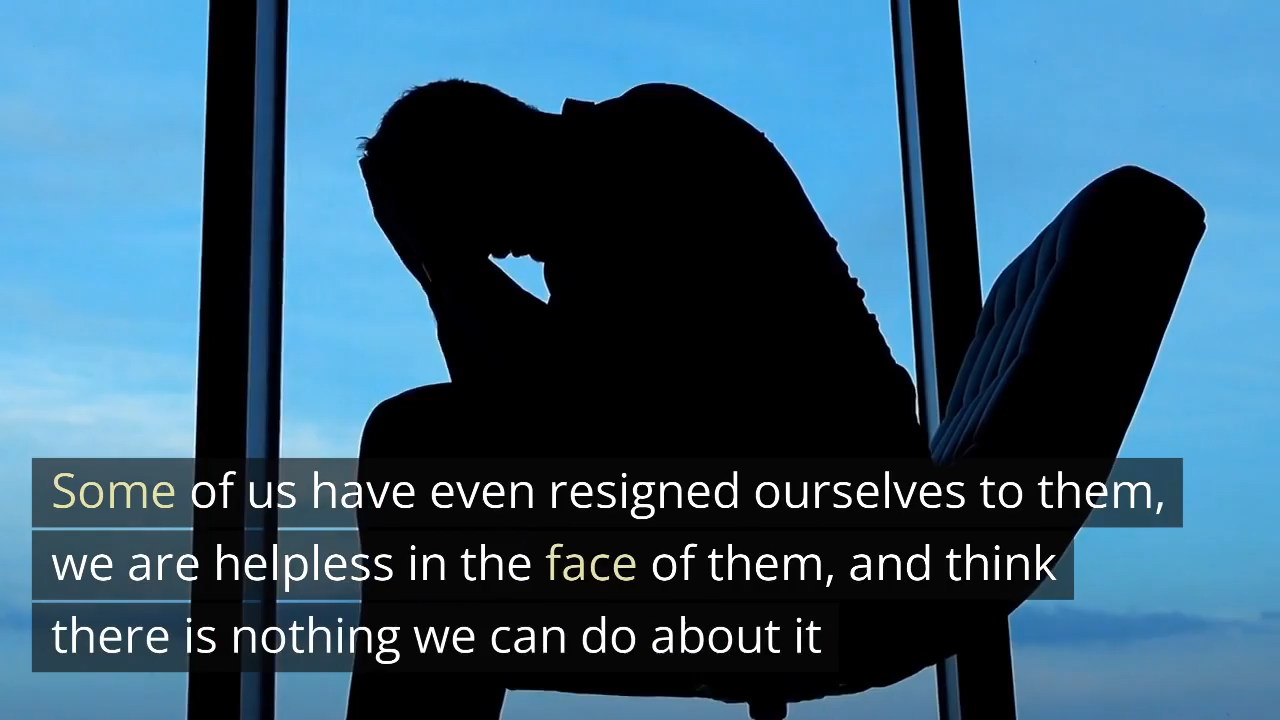 Some of us have even resigned ourselves to them,
we are helpless in the face of them, and think
there is nothing we can do about it